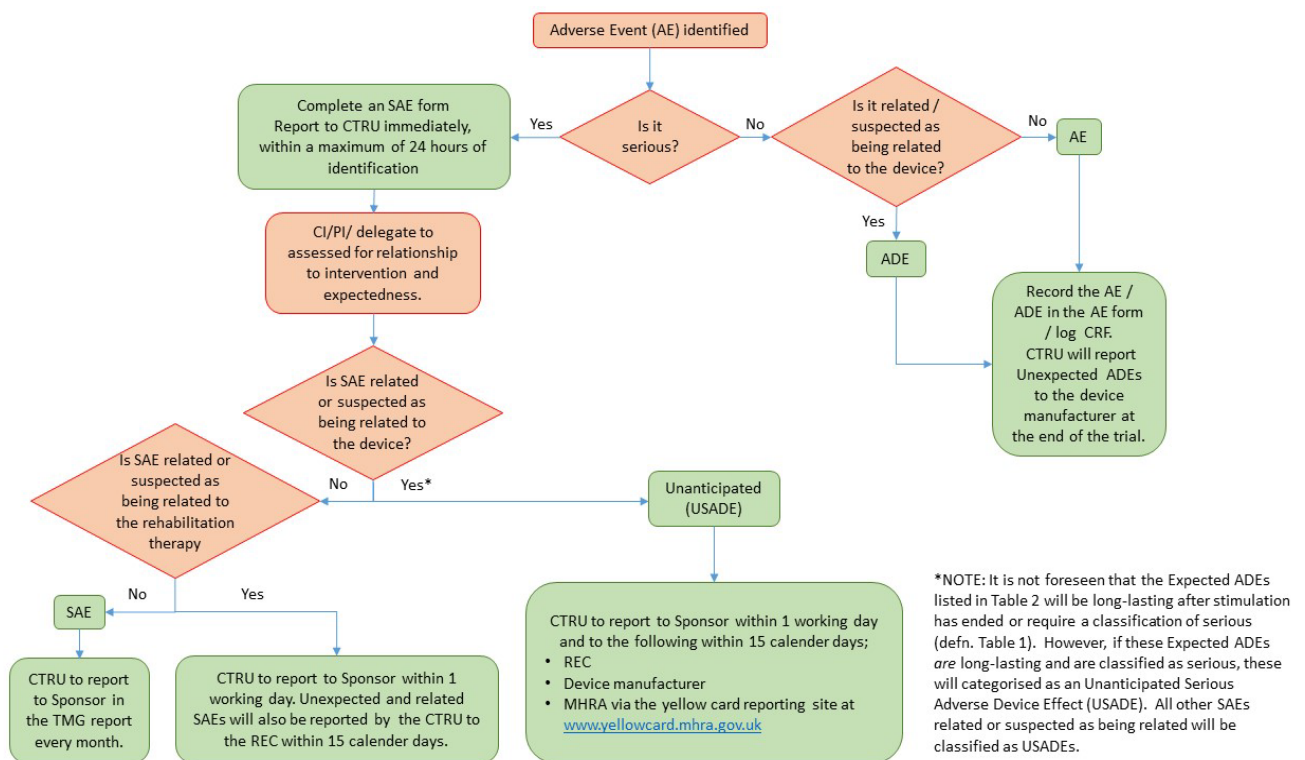 Adverse Event (AE) identified
Complete an SAE form
Report to CTRU immediately,
within a maximum of 24 hours of
identification
Yes
Is it
serious?
No
Is it related /
suspected as
being related
to the device?
No
AE
Yes
ADE
CI/PI/ delegate to
assessed for relationship
to intervention and
expectedness.
Record the AE /
ADE in the AE form
/ log CRF.
CTRU will report
Unexpected ADEs
to the device
manufacturer at
the end of the trial.
Is SAE related
or suspected as
being related to
the device?
Is SAE related or
suspected as
being related to
the rehabilitation
therapy
No
Yes*
Unanticipated
(USADE)
No
Yes
SAE
CTRU to report
to Sponsor in
the TMG report
every month.
CTRU to report to Sponsor within 1
working day. Unexpected and related
SAEs will also be reported by the CTRU to
the REC within 15 calender days.
CTRU to report to Sponsor within 1 working day
and to the following within 15 calender days;
• REC
• Device manufacturer
• MHRA via the yellow card reporting site at
www.yellowcard.mhra.gov.uk
*NOTE: It is not foreseen that the Expected ADEs
listed in Table 2 will be long-lasting after stimulation
has ended or require a classification of serious
(defn. Table 1). However, if these Expected ADEs
are long-lasting and are classified as serious, these
will categorised as an Unanticipated Serious
Adverse Device Effect (USADE). All other SAEs
related or suspected as being related will be
classified as USADEs.